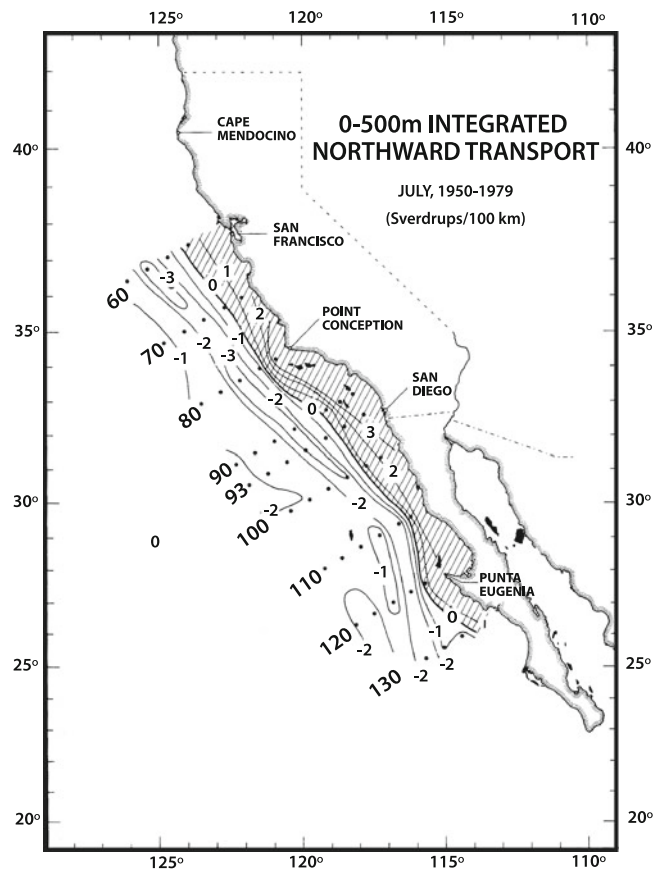 125° 120° 115° 110°
CAPE
MENDOCINO
0-500m INTEGRATED
NORTHWARD TRANSPORT
40° 40°
JULY, 1950-1979
(Sverdrups/100 km)
SAN
FRANCISCO
1
-3 0
60
2 POINT
CONCEPTION
35° 35°
70 -2 -1
-1 -3
SAN
DIEGO
80 -2 0
3
90 2
93
30° 30°
-2 -2
100
0
110 -1
PUNTA
EUGENIA
0
120 -1
-2
25° 25°
130 -2 -2
20° 20°
125° 120° 115° 110°